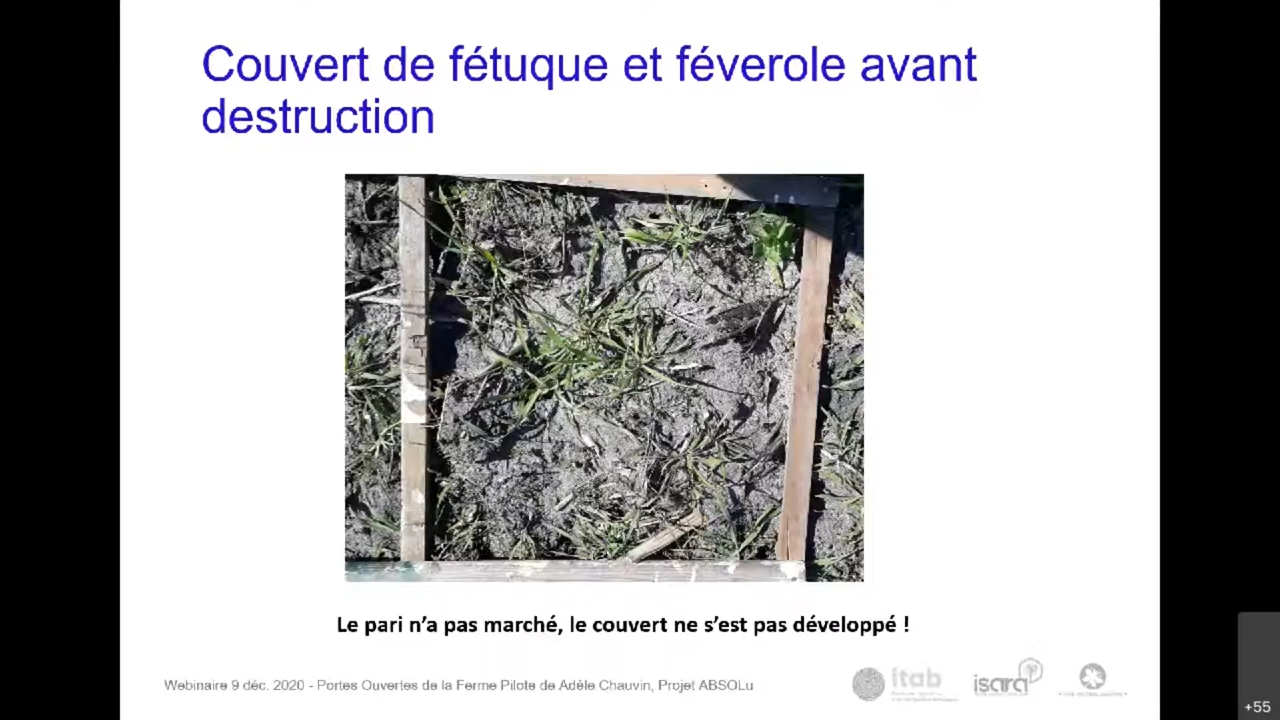 Couvert de fétuque et féverole avant
destruction
Le pari n'a pas marché, le couvert ne s'est pas développé !
Webinaire 9 déc. 2020 - Portes Ouvertes de la Ferme Pilote de Adèle Chauvin, Projet ABSOLu
itab
isara
+55